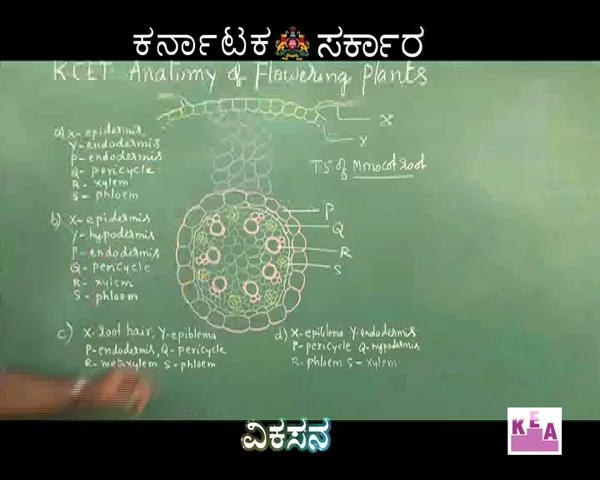 ಕರ್ನಾಟಕ ಸರ್ಕಾರ
KCET Anatomy of Flowering Plants
X
Y
T.S of Monocot root
a) X-epidermis
Y-endodermis
P-endodermis
Q-pericycle
R-xylem
S-phloem
b) X-epidermis
Y-hypodermis
P-endodermis
Q-pericycle
R-xylem
S-phloem
P
Q
R
S
c) X-root hair, Y-epiblema
P-endodermis, Q-pericycle
R-metaxylem S-phloem
d) X-epiblema Y-endodermis
P-pericycle Q-hypodermis
R-phloem S-xylem
ವಿಕಸನ
KEA